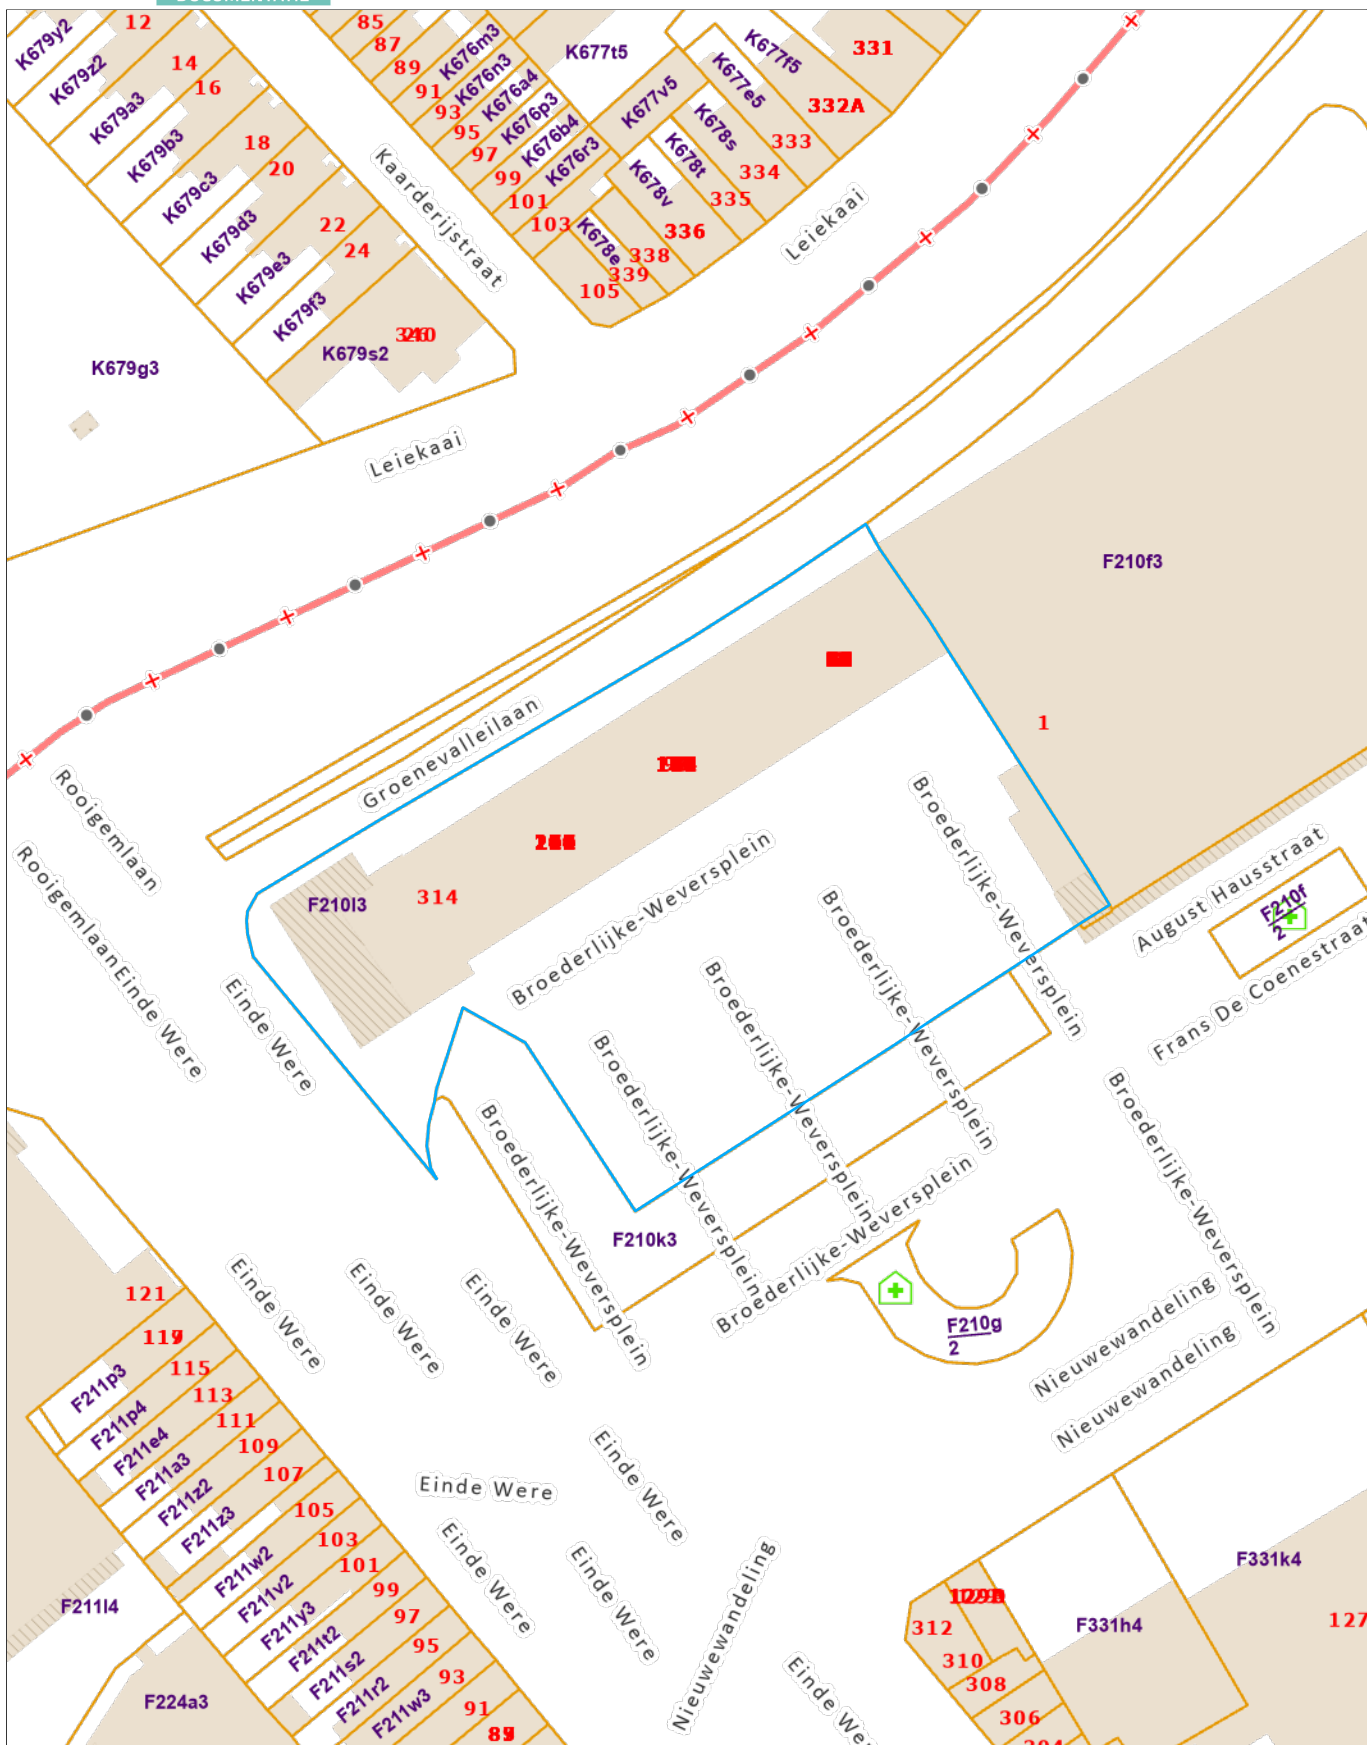 K679y2
12
K679z2
14
16
K679a3
K679b3
18
20
K679c3
K679d3
22
24
K679e3
K679f3
K679s2
K679g3
Kaarderijstraat
85
87
89
91
93
95
97
99
101
103
105
K676m3
K676n3
K676a4
K676p3
K676b4
K676r3
K677t5
K677v5
K677e5
K677f5
331
332A
333
334
335
336
338
339
K678s
K678t
K678v
K678e
Leiekaai
Leiekaai
F210f3
1
Groenevalleilaan
Rooigemlaan
Rooigemlaan
Einde Were
Einde Were
F210l3
314
Broederlijke-Weversplein
Broederlijke-Weversplein
Broederlijke-Weversplein
Broederlijke-Weversplein
Broederlijke-Weversplein
Broederlijke-Weversplein
Broederlijke-Weversplein
Broederlijke-Weversplein
August Hausstraat
F210f
2
Frans De Coenestraat
F210k3
F210g
2
Nieuwewandeling
Nieuwewandeling
Nieuwewandeling
Einde Were
Einde Were
Einde Were
Einde Were
Einde Were
Einde Were
Einde Were
Einde We
121
115
113
111
109
107
105
103
101
99
97
95
93
91
F211p3
F211p4
F211e4
F211a3
F211z2
F211z3
F211w2
F211v2
F211y3
F211t2
F211s2
F211r2
F211w3
F211l4
F224a3
F331k4
F331h4
127
312
310
308
306
304